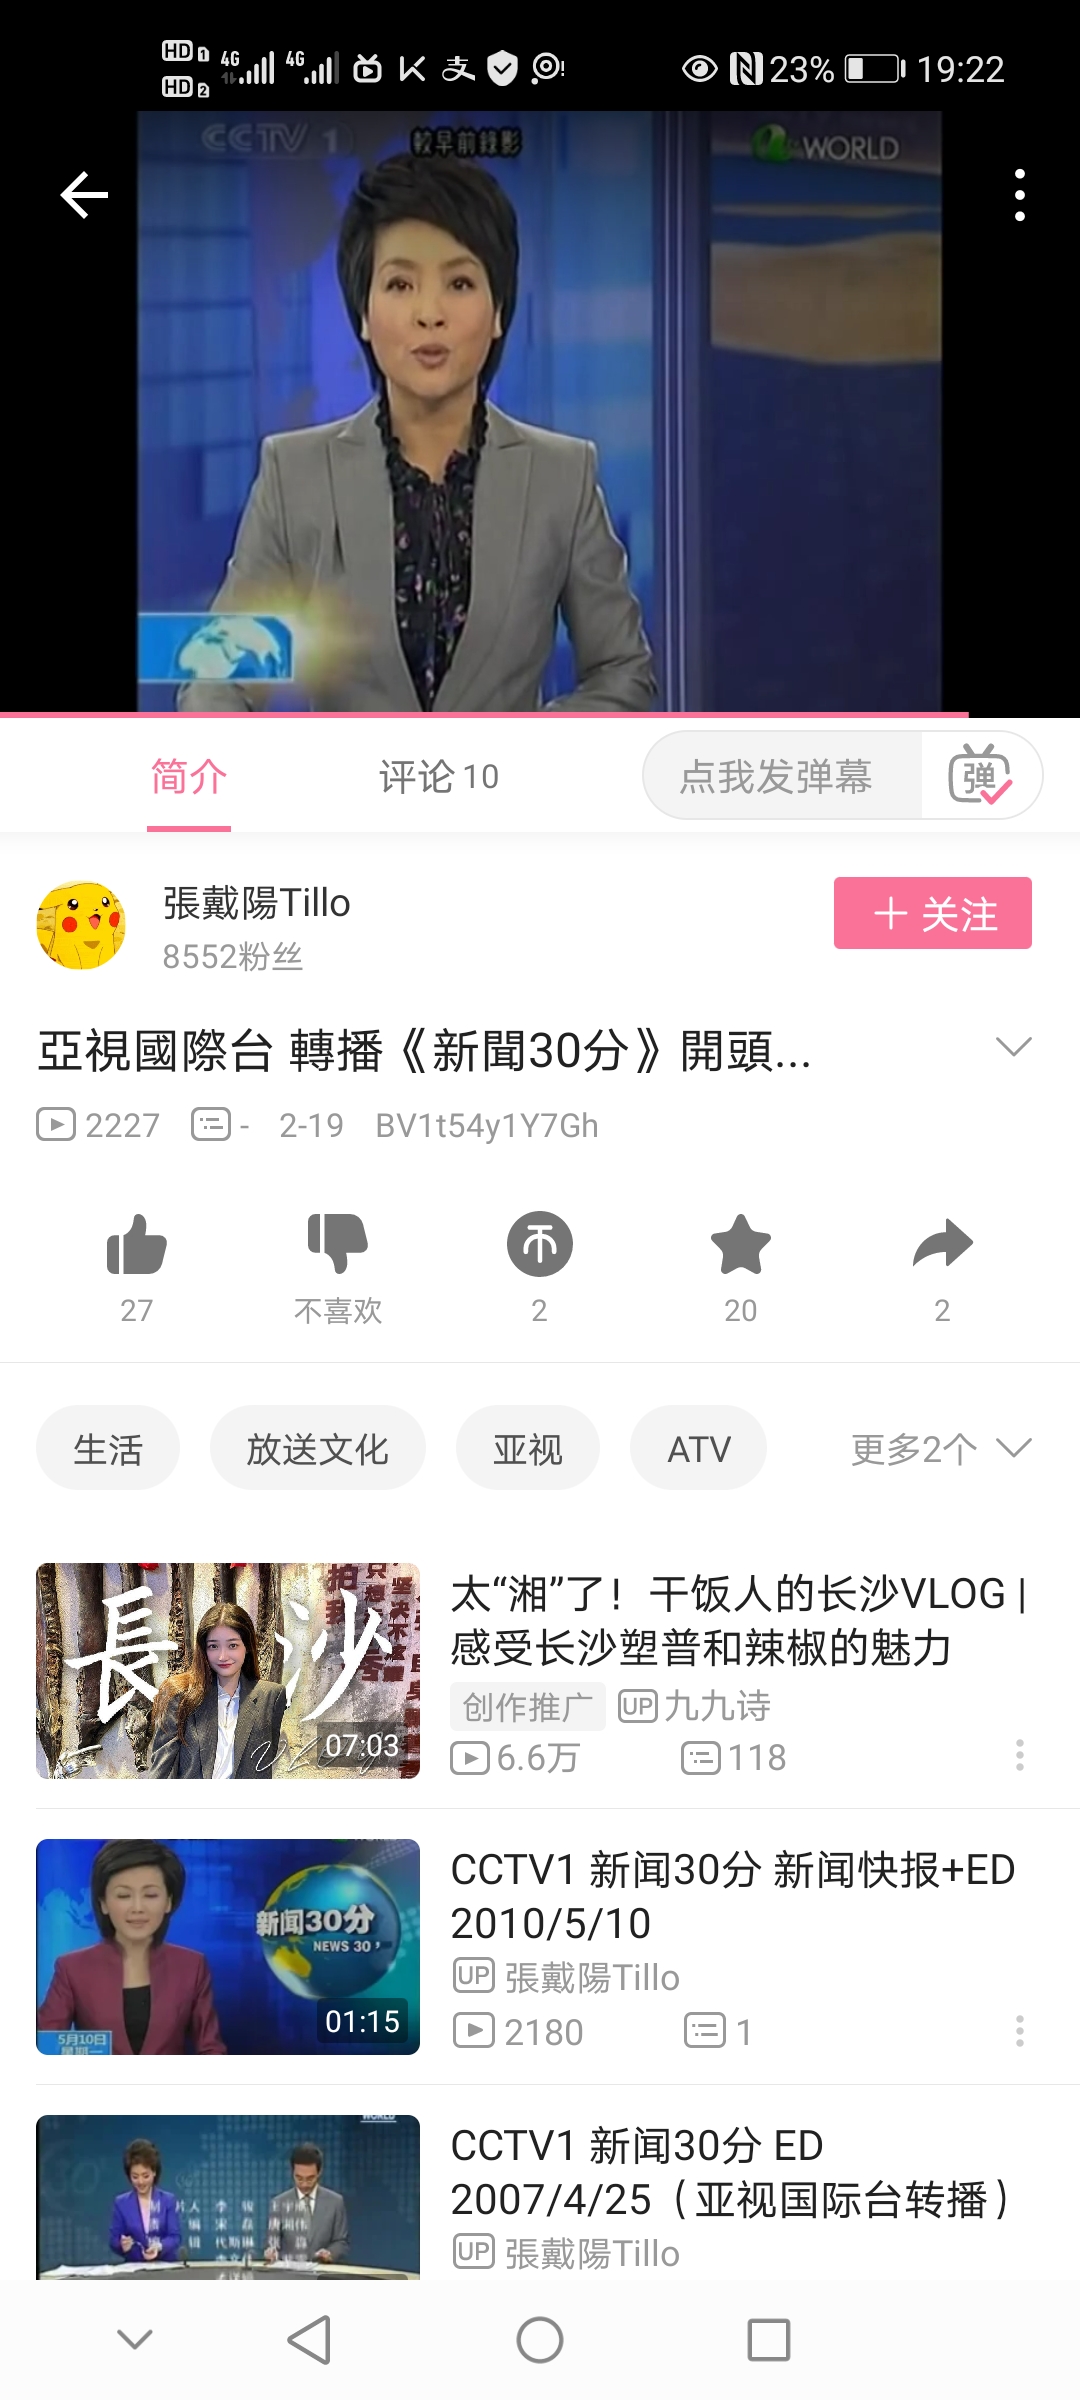 HD 1 4G 4G 23% 19:22
HD 2
CCTV 1 較早前錄影 WORLD
简介 评论 10 点我发弹幕 弹
張戴陽Tillo
8552粉丝
+ 关注
亞視國際台 轉播《新聞30分》開頭...
2227 - 2-19 BV1t54y1Y7Gh
27 不喜欢 2 20 2
生活 放送文化 亚视 ATV 更多2个
長沙
07:03
太“湘”了！干饭人的长沙VLOG |
感受长沙塑普和辣椒的魅力
创作推广 UP 九九诗
6.6万 118
新闻30分
NEWS 30'
5月10日
星期一
01:15
CCTV1 新闻30分 新闻快报+ED
2010/5/10
UP 張戴陽Tillo
2180 1
WORLD
CCTV1 新闻30分 ED
2007/4/25（亚视国际台转播）
UP 張戴陽Tillo